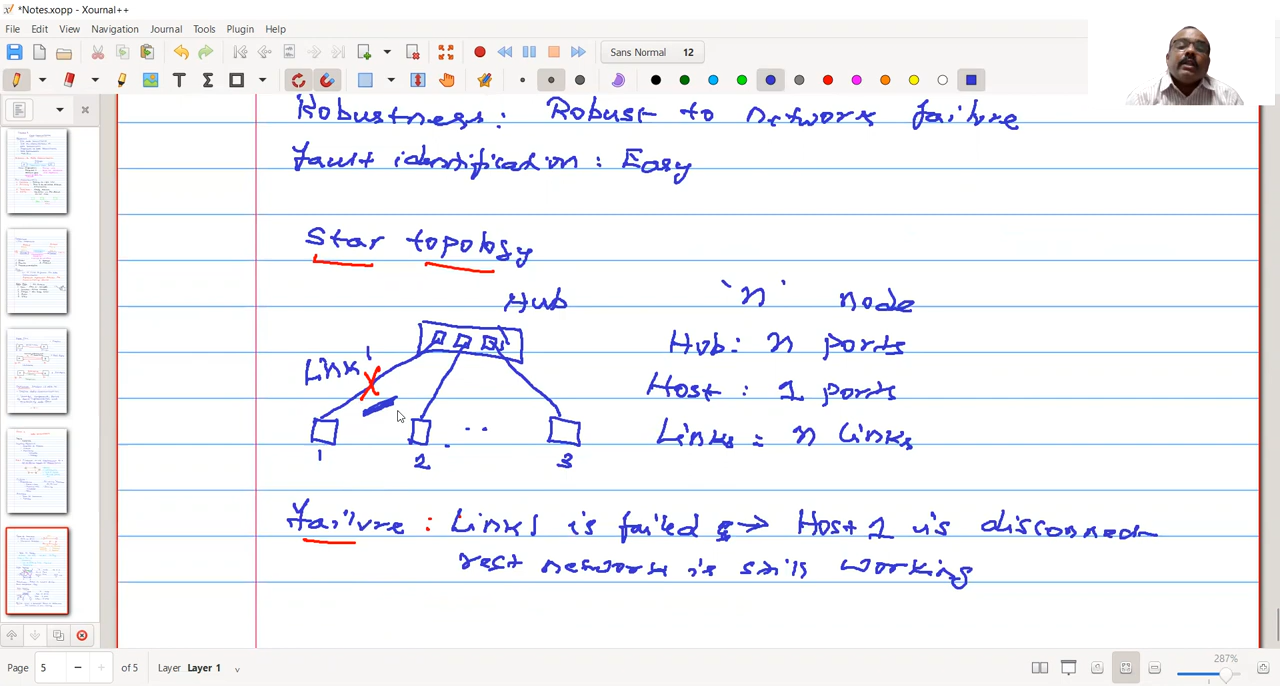 *Notes.xopp - Xournal++
File Edit View Navigation Journal Tools Plugin Help
Sans Normal 12
Robustness: Robust to network failure
Fault identification: Easy
Star topology
Hub
'n' node
Hub: n ports
Link 1
Host: 1 ports
Links = n links
1 2 3
Failure: Link 1 is failed → Host 1 is disconned
rest network is still working
Page 5 of 5 Layer Layer 1
287%